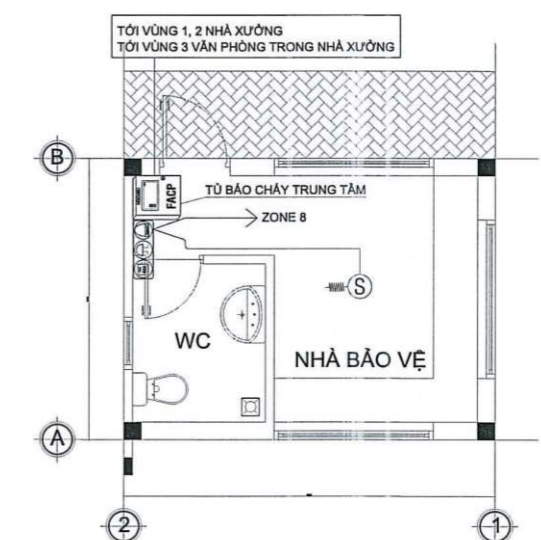 TỚI VÙNG 1, 2 NHÀ XƯỞNG
TỚI VÙNG 3 VĂN PHÒNG TRONG NHÀ XƯỞNG
B
FACP
TỦ BÁO CHÁY TRUNG TÂM
ZONE 8
S
WC
NHÀ BẢO VỆ
A
2
1